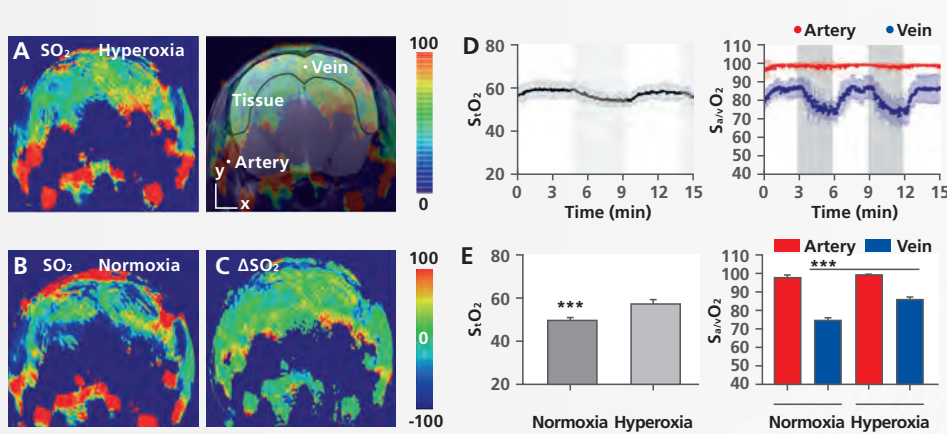 A SO₂ Hyperoxia
Vein
Tissue
Artery
y
x
100
0
B SO₂ Normoxia
C ΔSO₂
100
0
-100
D
80
60
40
20
StO₂
0 3 6 9 12 15
Time (min)
Artery Vein
110
100
90
80
70
60
50
40
Sa/vO₂
0 3 6 9 12 15
Time (min)
E
80
60
40
20
StO₂
***
Normoxia Hyperoxia
Artery Vein
***
110
100
90
80
70
60
50
40
Sa/vO₂
Normoxia Hyperoxia